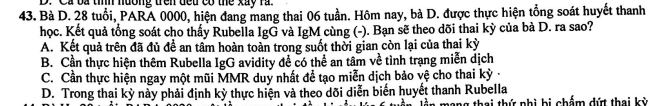 D. Cả ba tình huống trên đều có thể xảy ra.
43. Bà D. 28 tuổi, PARA 0000, hiện đang mang thai 06 tuần. Hôm nay, bà D. được thực hiện tổng soát huyết thanh
học. Kết quả tổng soát cho thấy Rubella IgG và IgM cùng (-). Bạn sẽ theo dõi thai kỳ của bà D. ra sao?
A. Kết quả trên đã đủ để an tâm hoàn toàn trong suốt thời gian còn lại của thai kỳ
B. Cần thực hiện thêm Rubella IgG avidity để có thể an tâm về tình trạng miễn dịch
C. Cần thực hiện ngay một mũi MMR duy nhất để tạo miễn dịch bảo vệ cho thai kỳ
D. Trong thai kỳ này phải định kỳ thực hiện và theo dõi diễn biến huyết thanh Rubella
06 tuần, lần mang thai thứ nhì bị chấm dứt thai kỳ